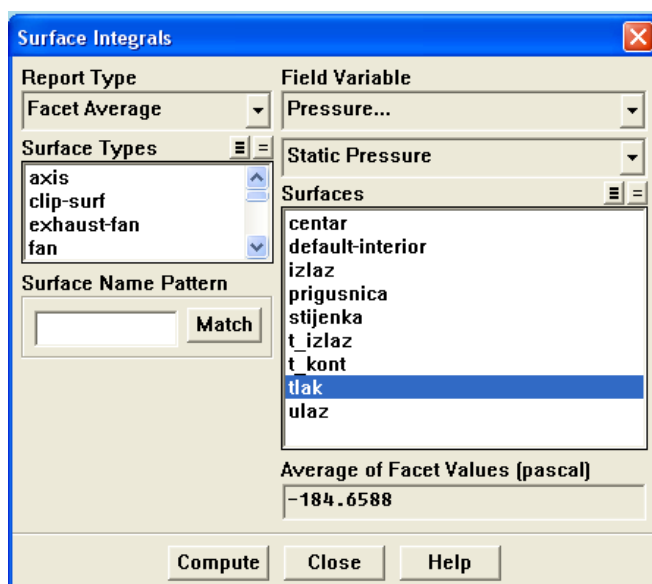 Surface Integrals
Report Type
Facet Average
Surface Types
axis
clip-surf
exhaust-fan
fan
Surface Name Pattern
Match
Field Variable
Pressure...
Static Pressure
Surfaces
centar
default-interior
izlaz
prigusnica
stijenka
t_izlaz
t_kont
tlak
ulaz
Average of Facet Values (pascal)
-184.6588
Compute
Close
Help